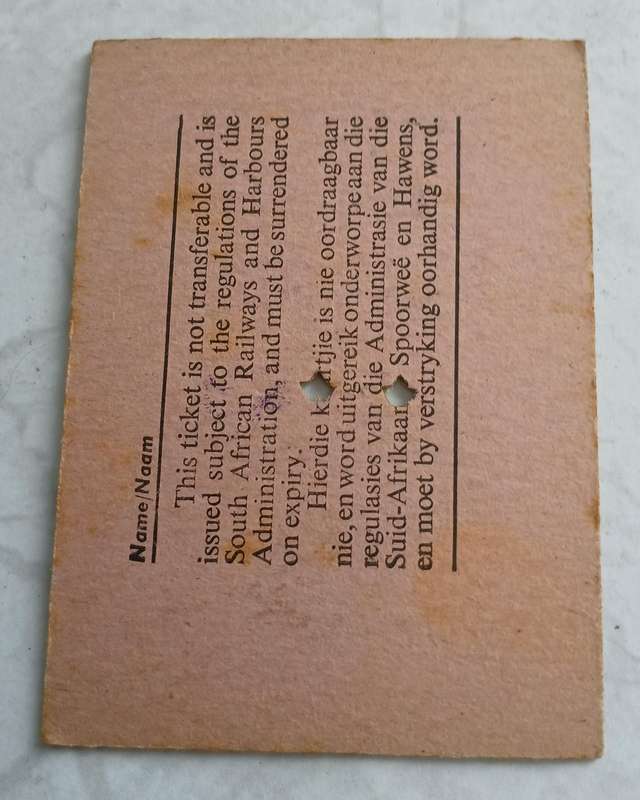 Name/Naam
This ticket is not transferable and is
issued subject to the regulations of the
South African Railways and Harbours
Administration, and must be surrendered
on expiry.
Hierdie k rtjie is nie oordraagbaar
nie, en word uitgereik onderworpe aan die
regulasies van die Administrasie van die
Suid-Afrikaan Spoorweë en Hawens,
en moet by verstryking oorhandig word.